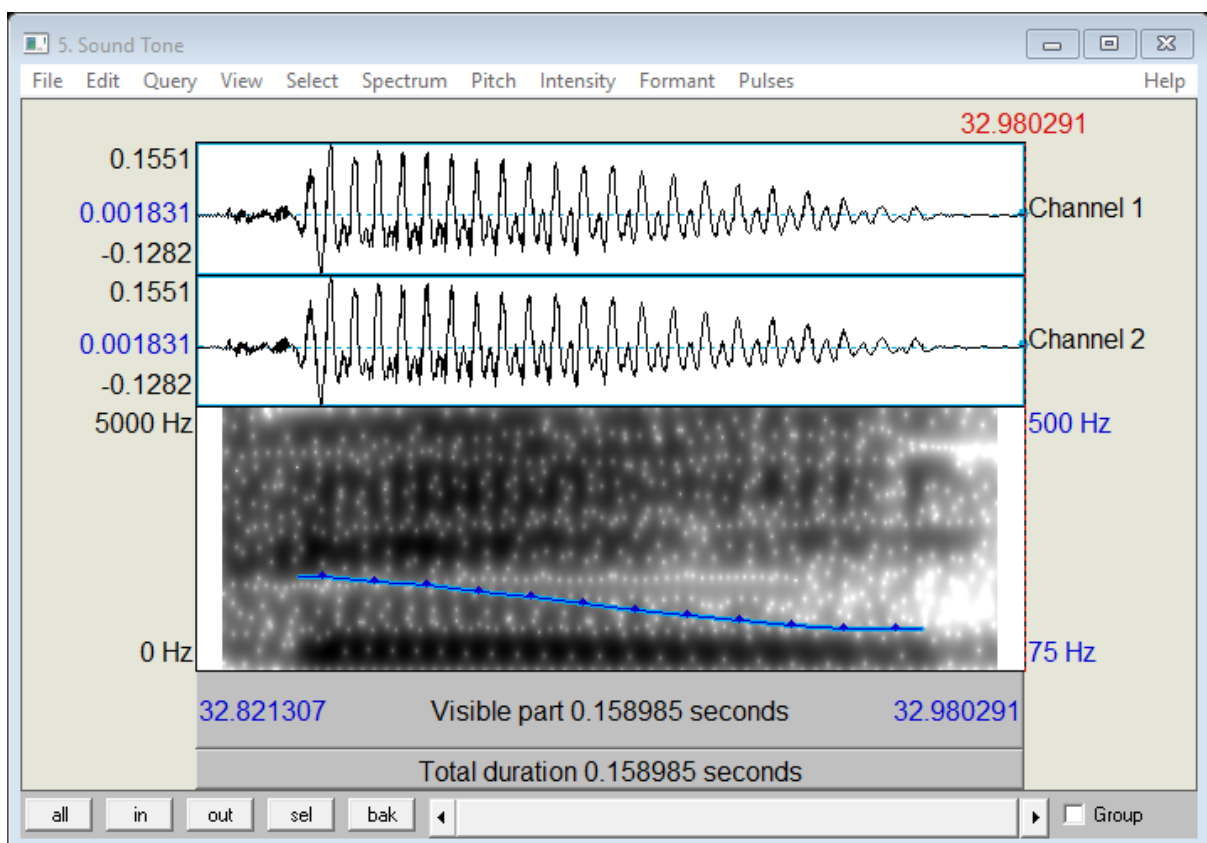 5. Sound Tone
File Edit Query View Select Spectrum Pitch Intensity Formant Pulses Help
32.980291
0.1551
0.001831 Channel 1
-0.1282
0.1551
0.001831 Channel 2
-0.1282
5000 Hz 500 Hz
0 Hz 75 Hz
32.821307 Visible part 0.158985 seconds 32.980291
Total duration 0.158985 seconds
all in out sel bak Group